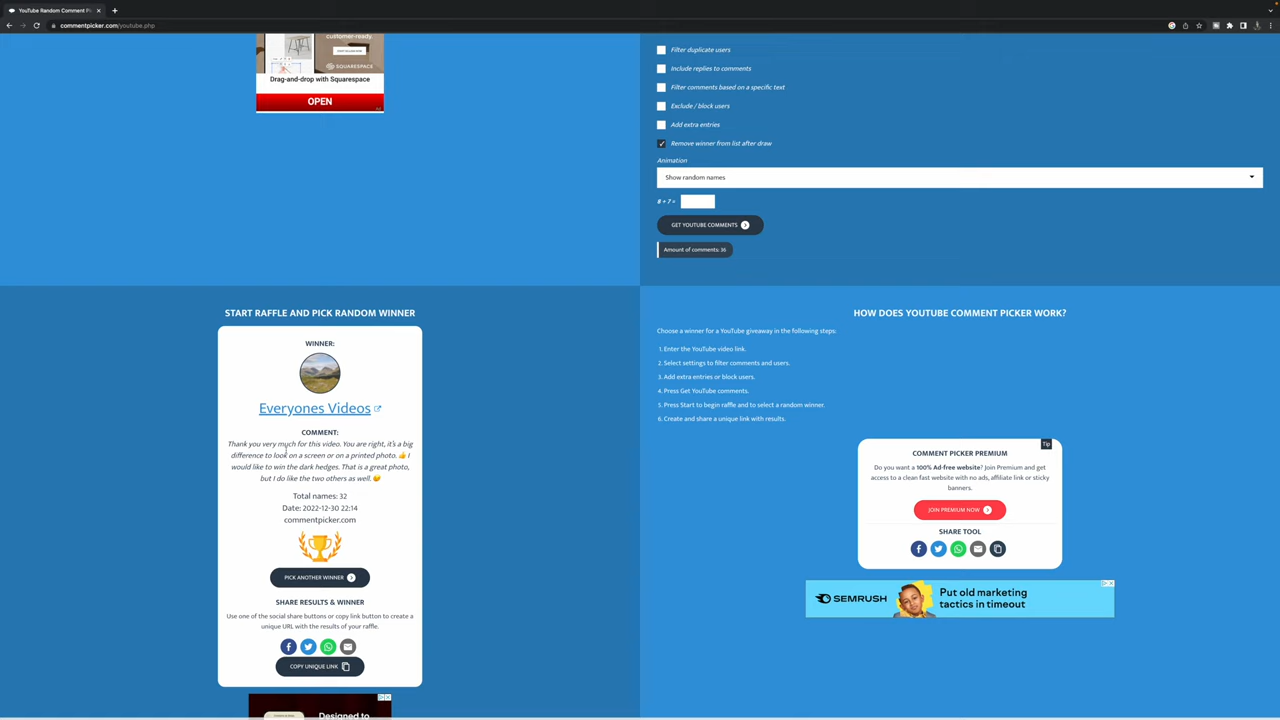 YouTube Random Comment Pi
commentpicker.com/youtube.php
customer-ready.
SQUARESPACE
Drag-and-drop with Squarespace
OPEN
Filter duplicate users
Include replies to comments
Filter comments based on a specific text
Exclude / block users
Add extra entries
Remove winner from list after draw
Animation
Show random names
8 + 7 =
GET YOUTUBE COMMENTS
Amount of comments: 36
START RAFFLE AND PICK RANDOM WINNER
WINNER:
Everyones Videos
COMMENT:
Thank you very much for this video. You are right, it's a big
difference to look on a screen or on a printed photo. 👍 I
would like to win the dark hedges. That is a great photo,
but I do like the two others as well. 😉
Total names: 32
Date: 2022-12-30 22:14
commentpicker.com
PICK ANOTHER WINNER
SHARE RESULTS & WINNER
Use one of the social share buttons or copy link button to create a
unique URL with the results of your raffle.
COPY UNIQUE LINK
Designed to
HOW DOES YOUTUBE COMMENT PICKER WORK?
Choose a winner for a YouTube giveaway in the following steps:
1. Enter the YouTube video link.
2. Select settings to filter comments and users.
3. Add extra entries or block users.
4. Press Get YouTube comments.
5. Press Start to begin raffle and to select a random winner.
6. Create and share a unique link with results.
Tip
COMMENT PICKER PREMIUM
Do you want a 100% Ad-free website? Join Premium and get
access to a clean fast website with no ads, affiliate link or sticky
banners.
JOIN PREMIUM NOW
SHARE TOOL
SEMRUSH
Put old marketing
tactics in timeout